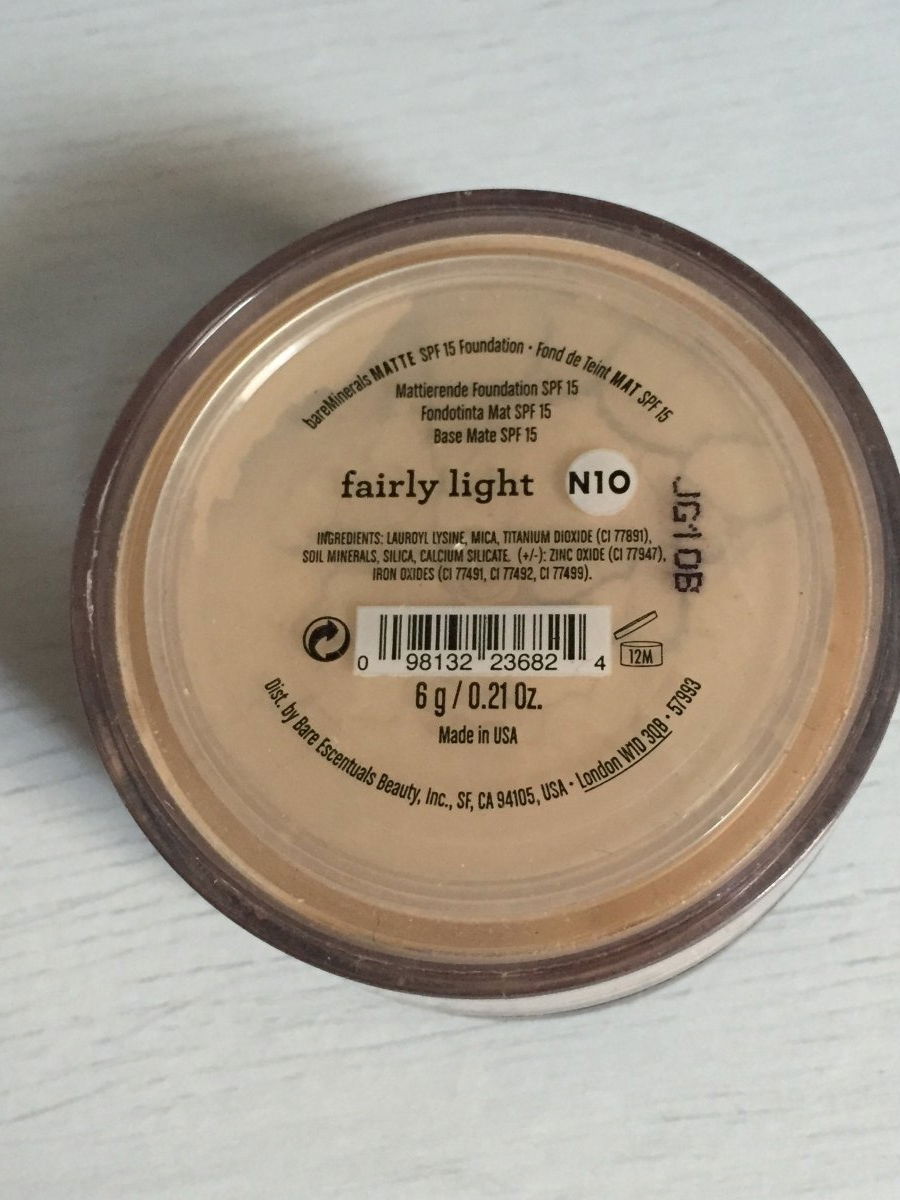 bareMinerals MATTE SPF 15 Foundation · Fond de Teint MAT SPF 15
Mattierende Foundation SPF 15
Fondotinta Mat SPF 15
Base Mate SPF 15
fairly light N10
INGREDIENTS: LAUROYL LYSINE, MICA, TITANIUM DIOXIDE (CI 77891),
SOIL MINERALS, SILICA, CALCIUM SILICATE. (+/-): ZINC OXIDE (CI 77947),
IRON OXIDES (CI 77491, CI 77492, CI 77499).
0 98132 23682 4
12M
6 g / 0.21 Oz.
Made in USA
Dist. by Bare Escentuals Beauty, Inc., SF, CA 94105, USA · London W1D 3QB · 57993